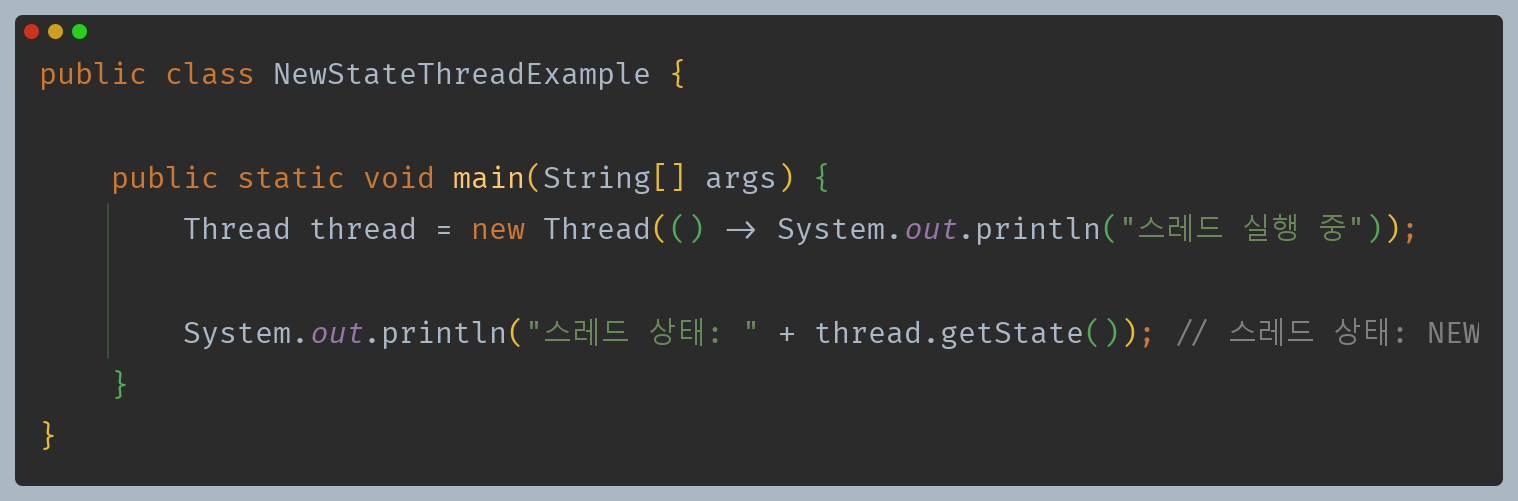 public class NewStateThreadExample {
    public static void main(String[] args) {
        Thread thread = new Thread(() -> System.out.println("스레드 실행 중"));
        System.out.println("스레드 상태: " + thread.getState()); // 스레드 상태: NEW
    }
}